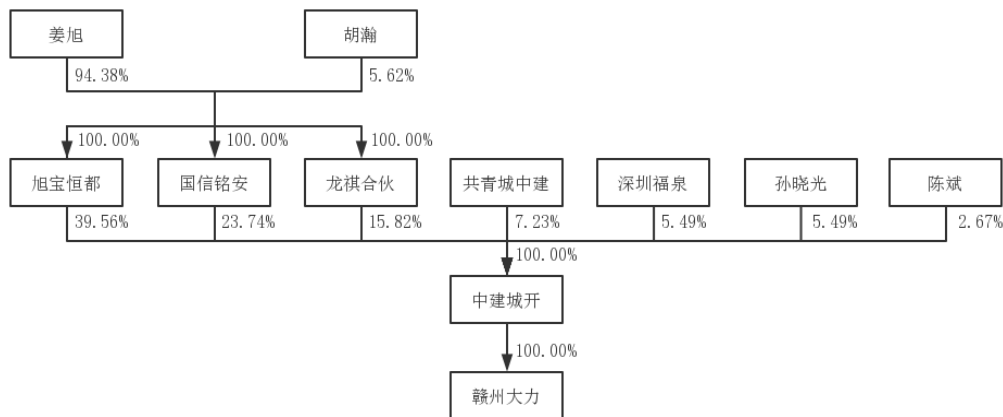 姜旭
胡瀚
94.38%
5.62%
100.00%
100.00%
100.00%
旭宝恒都
国信铭安
龙祺合伙
共青城中建
深圳福泉
孙晓光
陈斌
39.56%
23.74%
15.82%
7.23%
5.49%
5.49%
2.67%
100.00%
中建城开
100.00%
赣州大力